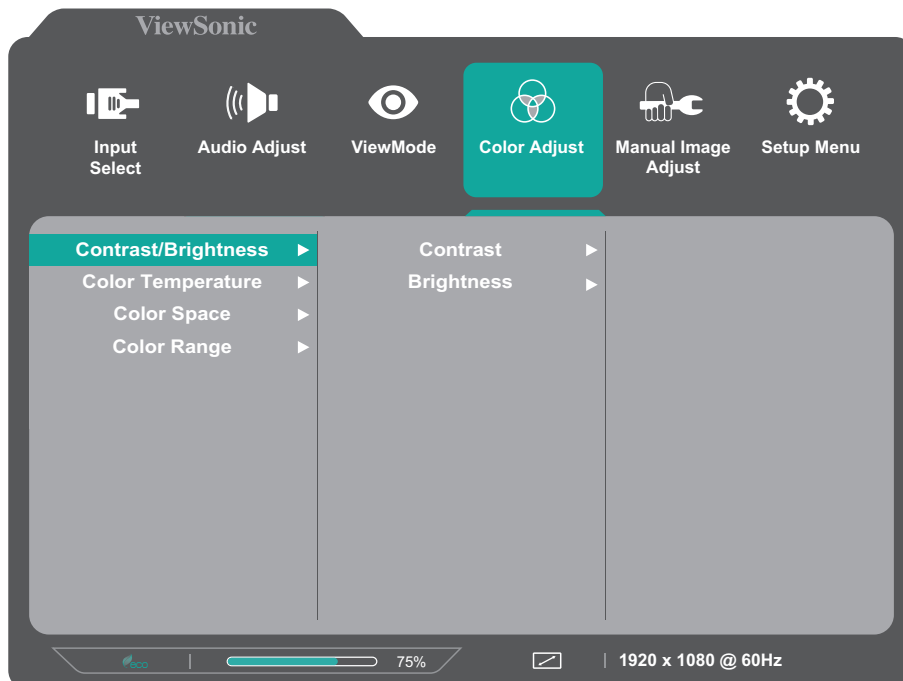 ViewSonic
Input
Select
Audio Adjust
ViewMode
Color Adjust
Manual Image
Adjust
Setup Menu
Contrast/Brightness
Color Temperature
Color Space
Color Range
Contrast
Brightness
eco
75%
1920 x 1080 @ 60Hz